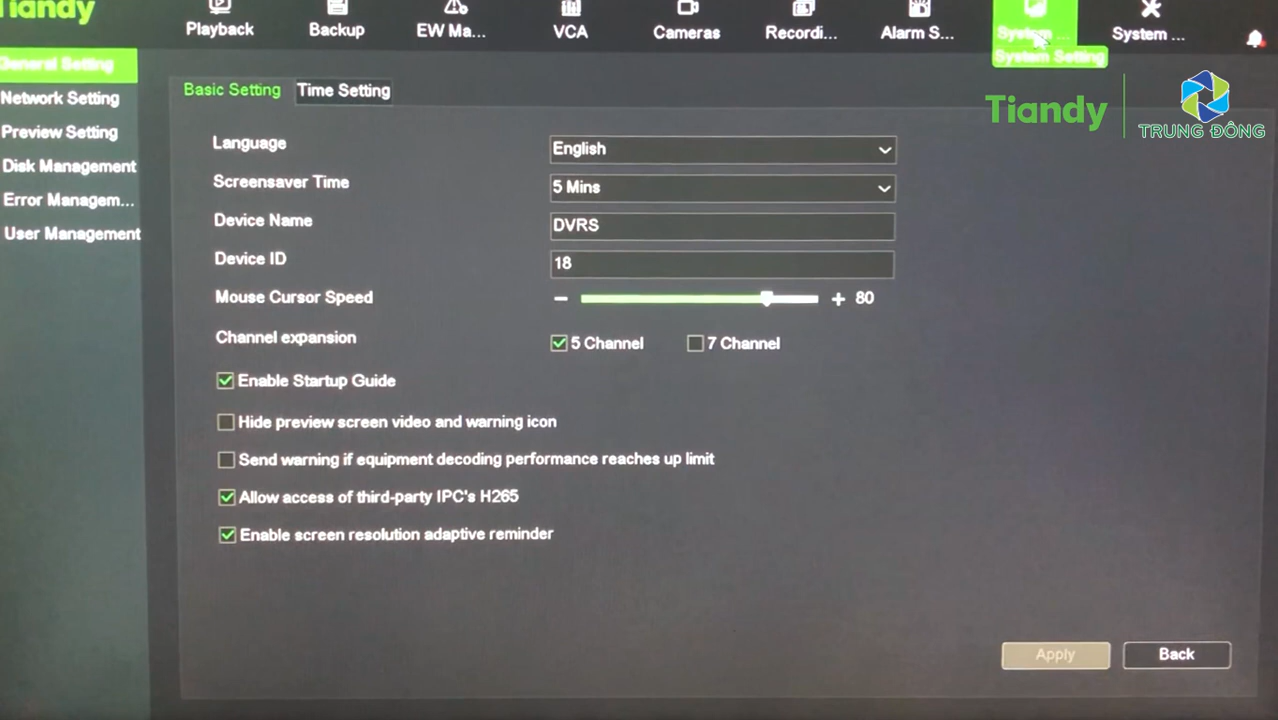 Tiandy
Playback
Backup
EW Ma...
VCA
Cameras
Recordi...
Alarm S...
System ...
System ...
System Setting
General Setting
Network Setting
Preview Setting
Disk Management
Error Managem...
User Management
Tiandy
TRUNG ĐÔNG
Basic Setting
Time Setting
Language
English
Screensaver Time
5 Mins
Device Name
DVRS
Device ID
18
Mouse Cursor Speed
80
Channel expansion
5 Channel
7 Channel
Enable Startup Guide
Hide preview screen video and warning icon
Send warning if equipment decoding performance reaches up limit
Allow access of third-party IPC's H265
Enable screen resolution adaptive reminder
Apply
Back